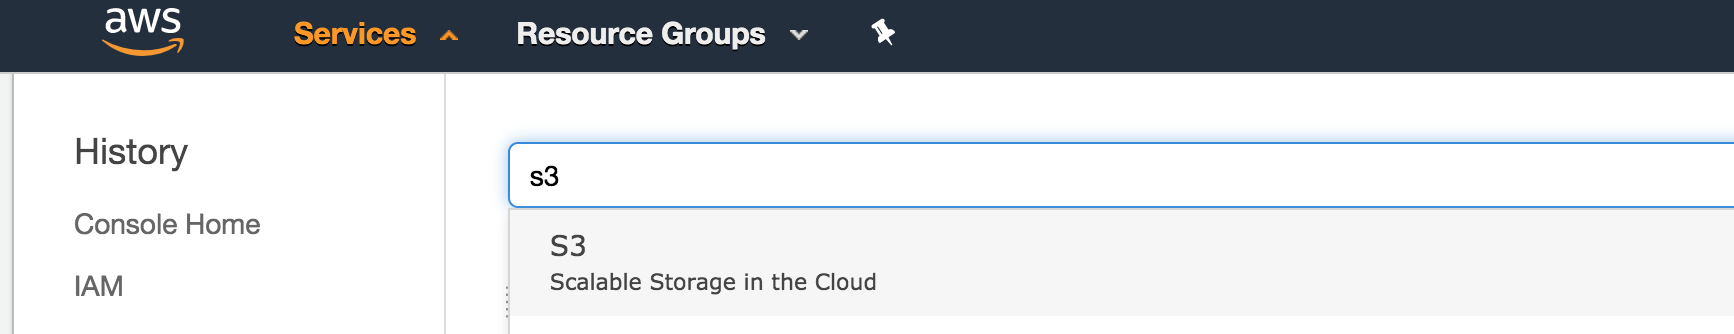 aws
Services
Resource Groups
History
Console Home
IAM
s3
S3
Scalable Storage in the Cloud